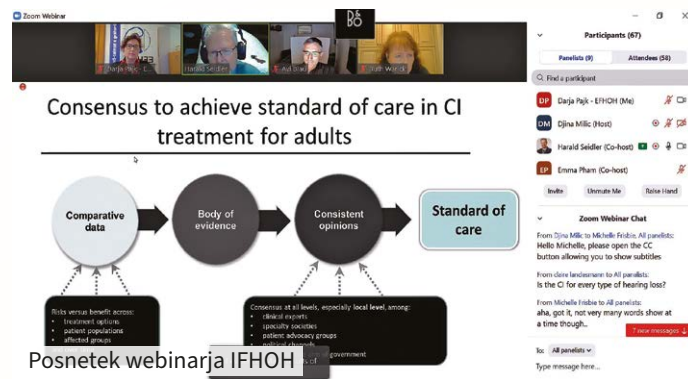 Zoom Webinar
Darja Pajk -
Harald Seidler
Consensus to achieve standard of care in CI
treatment for adults
Comparative
data
Body of
evidence
Consistent
opinions
Standard of
care
Risks versus benefit across:
• treatment options
• patient populations
• affected groups
Consensus at all levels, especially local level, among:
• clinical experts
• specialty societies
• patient advocacy groups
• political channels
of government
Posnetek webinarja IFHOH
Participants (67)
Panelists (9)
Attendees (58)
Find a participant
DP Darja Pajk - EFHOH (Me)
DM Djina Milic (Host)
Harald Seidler (Co-host)
EP Emma Pham (Co-host)
Invite
Unmute Me
Raise Hand
Zoom Webinar Chat
From Djina Milic to Michelle Frisbie, All panelists:
Hello Michelle, please open the CC
button allowing you to show subtitles
From claire landesmann to All panelists:
Is the CI for every type of hearing loss?
From Michelle Frisbie to All panelists:
aha, got it, not very many words show at
a time though..
7 new messages
To: All panelists
Type message here...